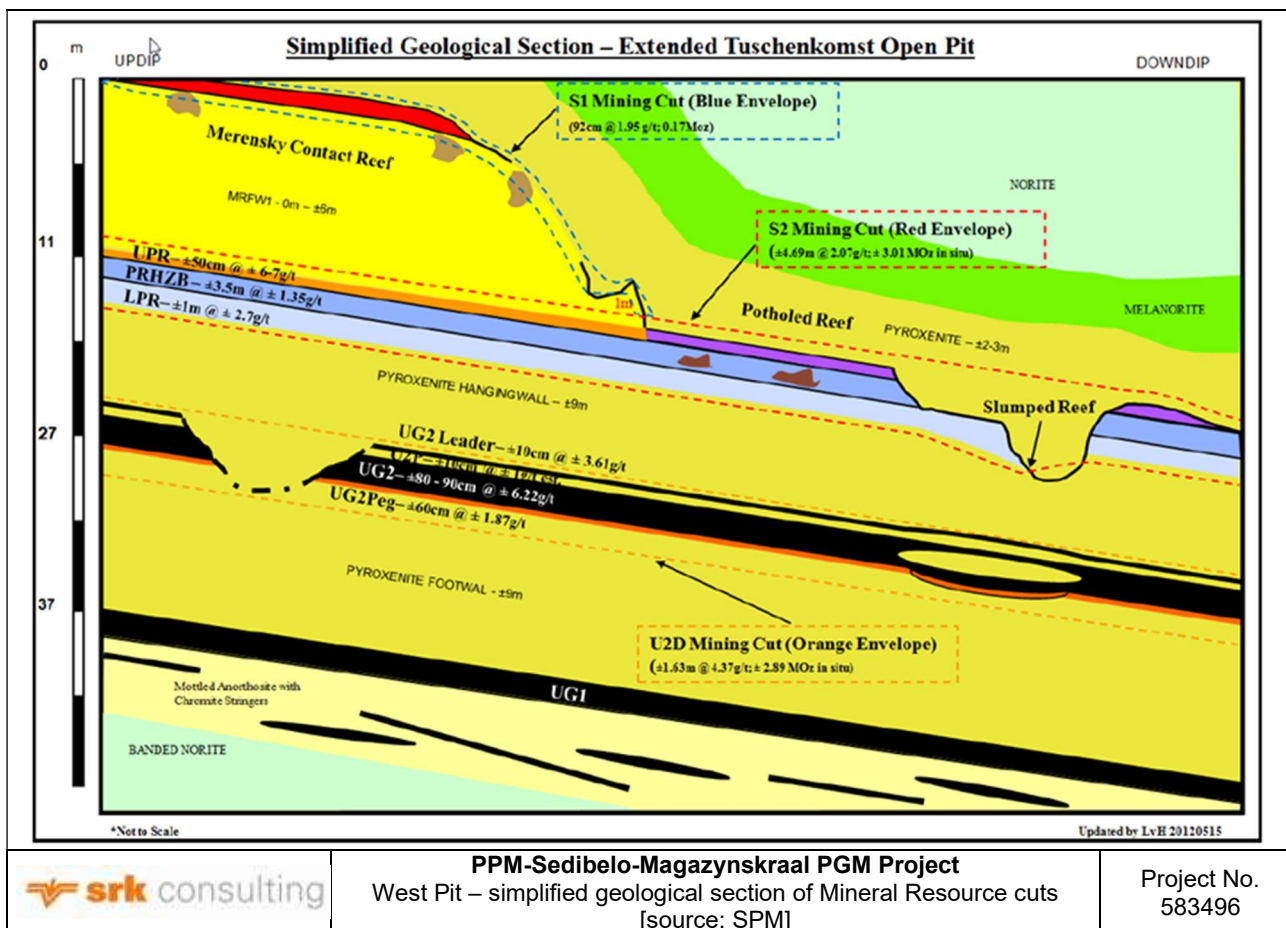 Simplified Geological Section – Extended Tuschenkomst Open Pit
m
UPDIP
DOWNDIP
0
11
27
37
S1 Mining Cut (Blue Envelope)
(92cm @ 1.95 g/t; 0.17Moz)
Merensky Contact Reef
MRFW1 - 0m – ±6m
NORITE
S2 Mining Cut (Red Envelope)
(±4.69m @ 2.07g/t; ± 3.01 MOz in situ)
UPR– ±50cm @ ± 6-7g/t
PRHZB– ±3.5m @ ± 1.35g/t
LPR– ±1m @ ± 2.7g/t
1m
Potholed Reef
PYROXENITE – ±2-3m
MELANORITE
PYROXENITE HANGINGWALL – ±9m
Slumped Reef
UG2 Leader– ±10cm @ ± 3.61g/t
±10cm @ ± 1g/t est.
UG2– ±80 - 90cm @ ± 6.22g/t
UG2Peg– ±60cm @ ± 1.87g/t
PYROXENITE FOOTWAL - ±9m
U2D Mining Cut (Orange Envelope)
(±1.63m @ 4.37g/t; ± 2.89 MOz in situ)
UG1
Mottled Anorthosite with
Chromite Stringers
BANDED NORITE
*Not to Scale
Updated by LvH 20120515
srk consulting
PPM-Sedibelo-Magazynskraal PGM Project
West Pit – simplified geological section of Mineral Resource cuts
[source: SPM]
Project No.
583496